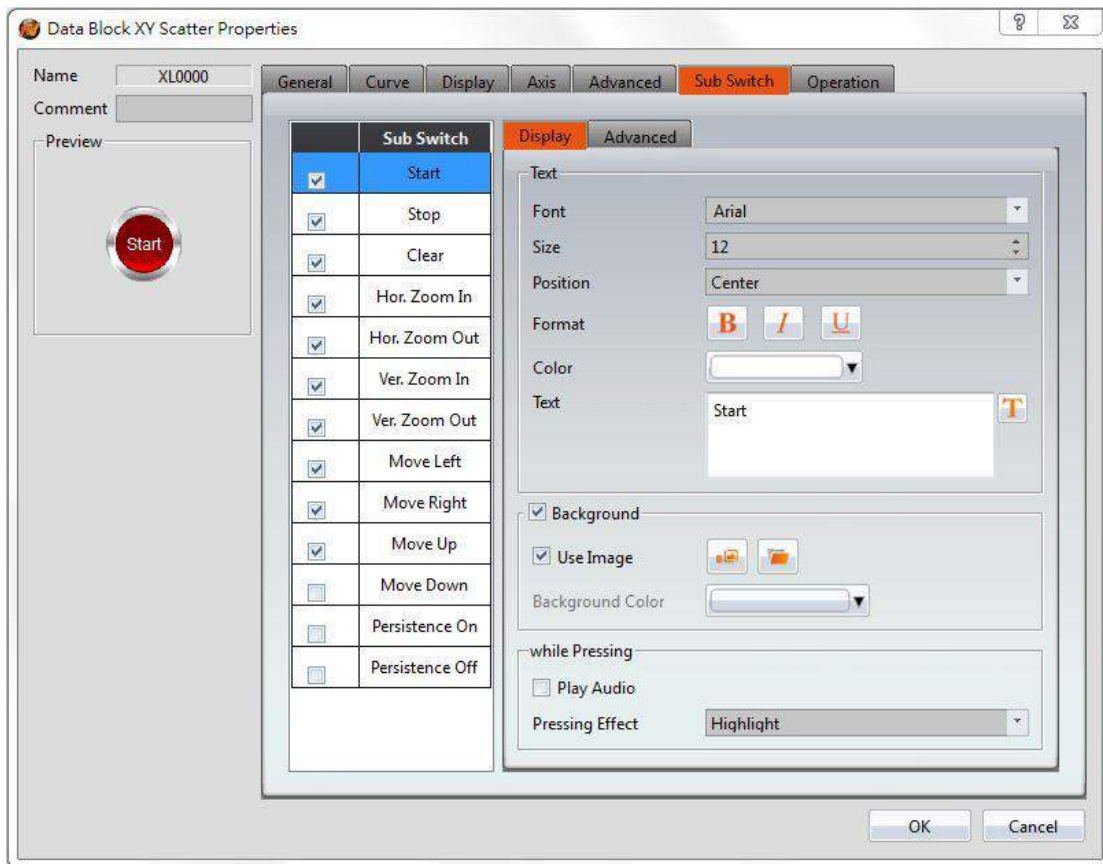 Data Block XY Scatter Properties
Name XL0000
Comment
Preview
Start
General Curve Display Axis Advanced Sub Switch Operation
Sub Switch
Start
Stop
Clear
Hor. Zoom In
Hor. Zoom Out
Ver. Zoom In
Ver. Zoom Out
Move Left
Move Right
Move Up
Move Down
Persistence On
Persistence Off
Display Advanced
Text
Font Arial
Size 12
Position Center
Format B I U
Color
Text Start T
Background
Use Image
Background Color
while Pressing
Play Audio
Pressing Effect Highlight
OK Cancel